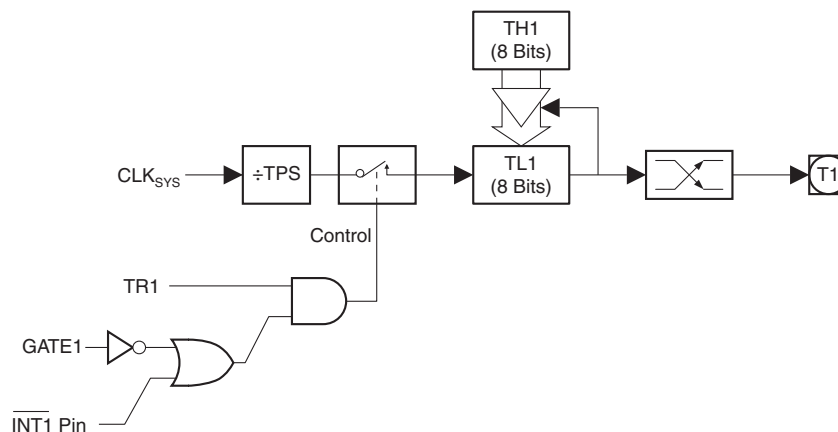 TH1
(8 Bits)
CLKSYS
÷TPS
TL1
(8 Bits)
T1
Control
TR1
GATE1
INT1 Pin